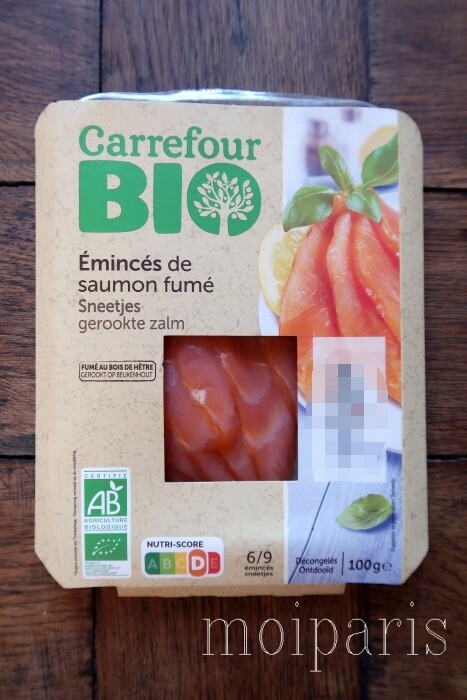 Carrefour
BIO
Émincés de
saumon fumé
Sneetjes
gerookte zalm
FUMÉ AU BOIS DE HÊTRE
GEROOKT OP BEUKENHOUT
CERTIFIÉ
AB
AGRICULTURE
BIOLOGIQUE
NUTRI-SCORE
A B C D E
6/9
émincés
sneetjes
Décongelés
Ontdooid
100g e
moiparis